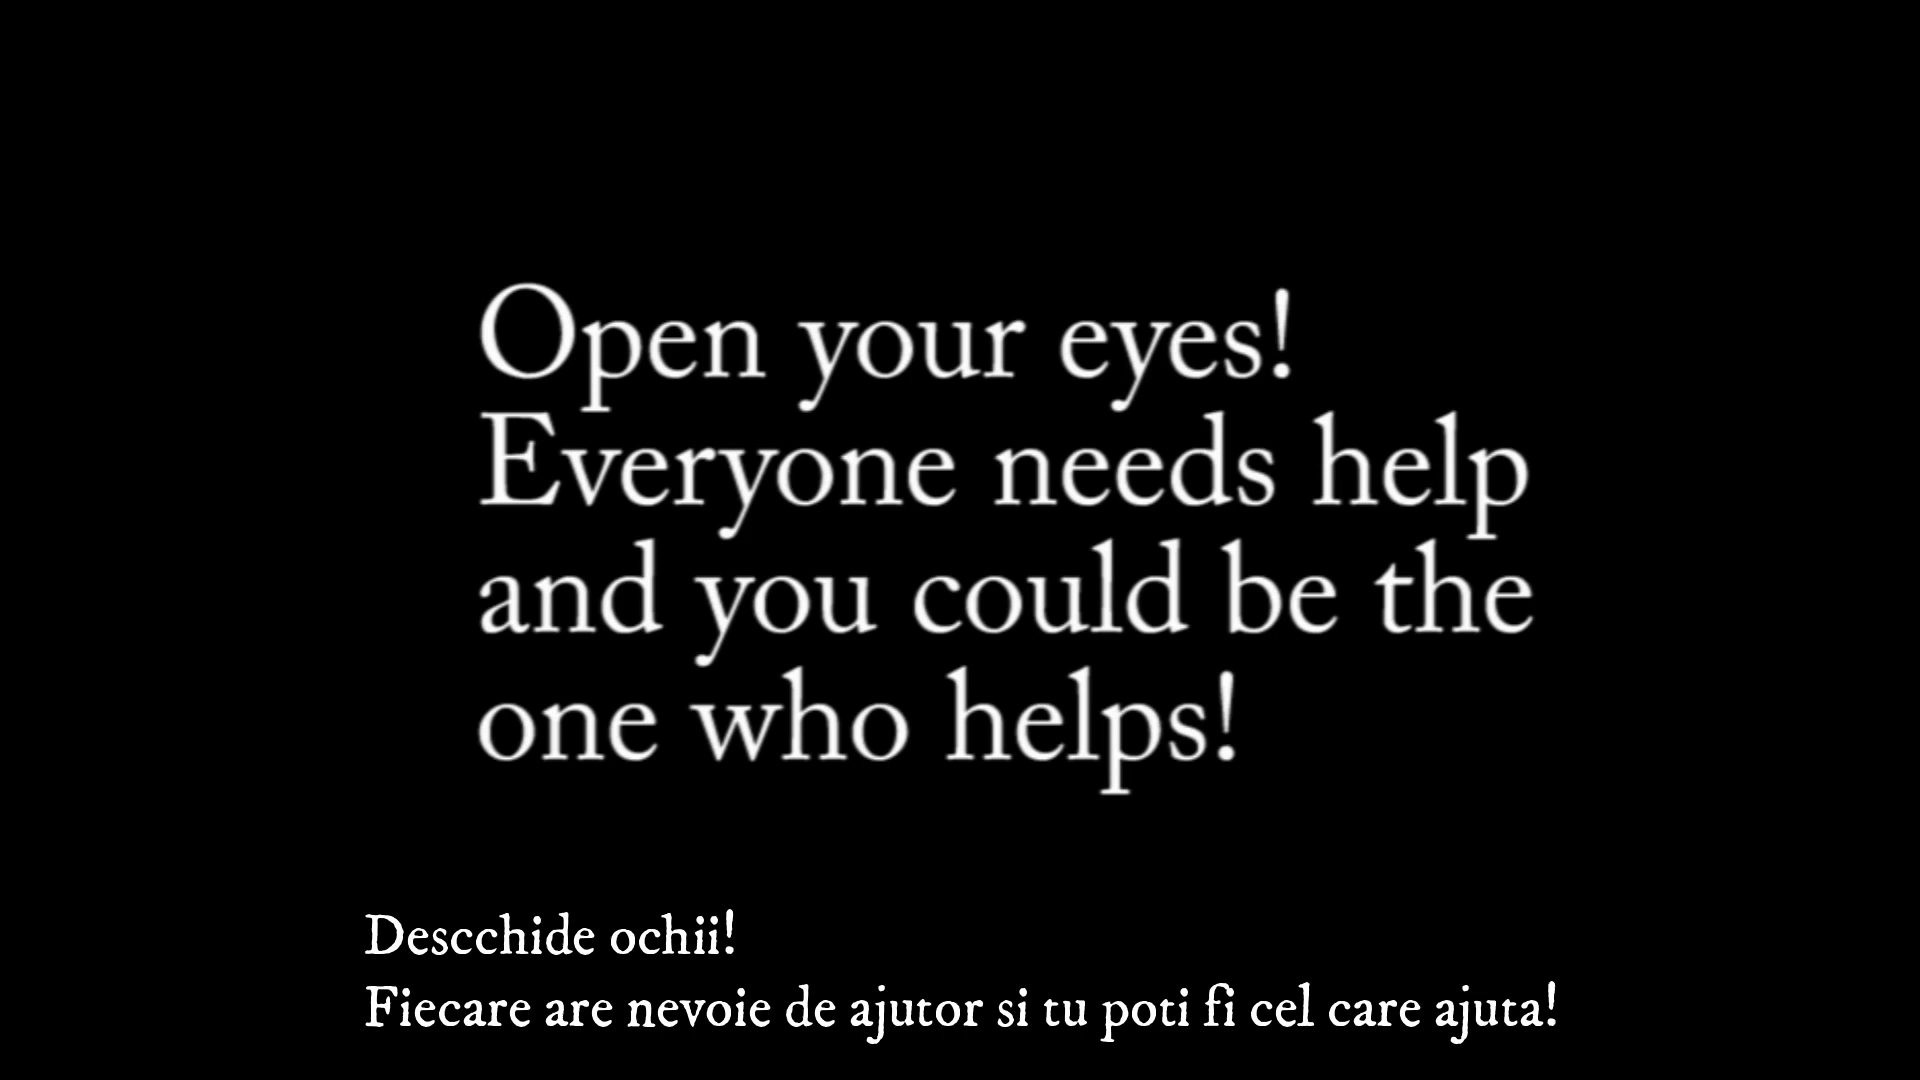 Open your eyes!
Everyone needs help
and you could be the
one who helps!
Descchide ochii!
Fiecare are nevoie de ajutor si tu poti fi cel care ajuta!